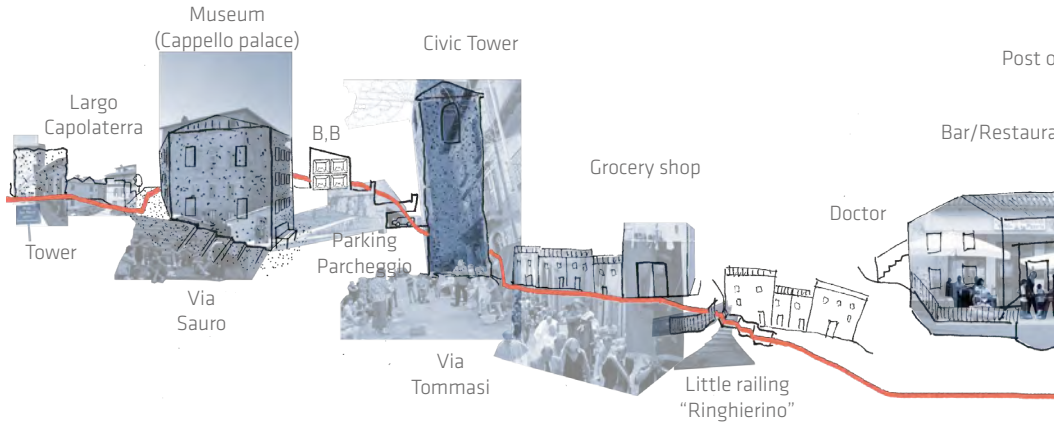 Museum
(Cappello palace)
Civic Tower
Post o
Largo
Capolaterra
B,B
Bar/Restaura
Grocery shop
Doctor
Tower
Parking
Parcheggio
Via
Sauro
Via
Tommasi
Little railing
“Ringhierino”